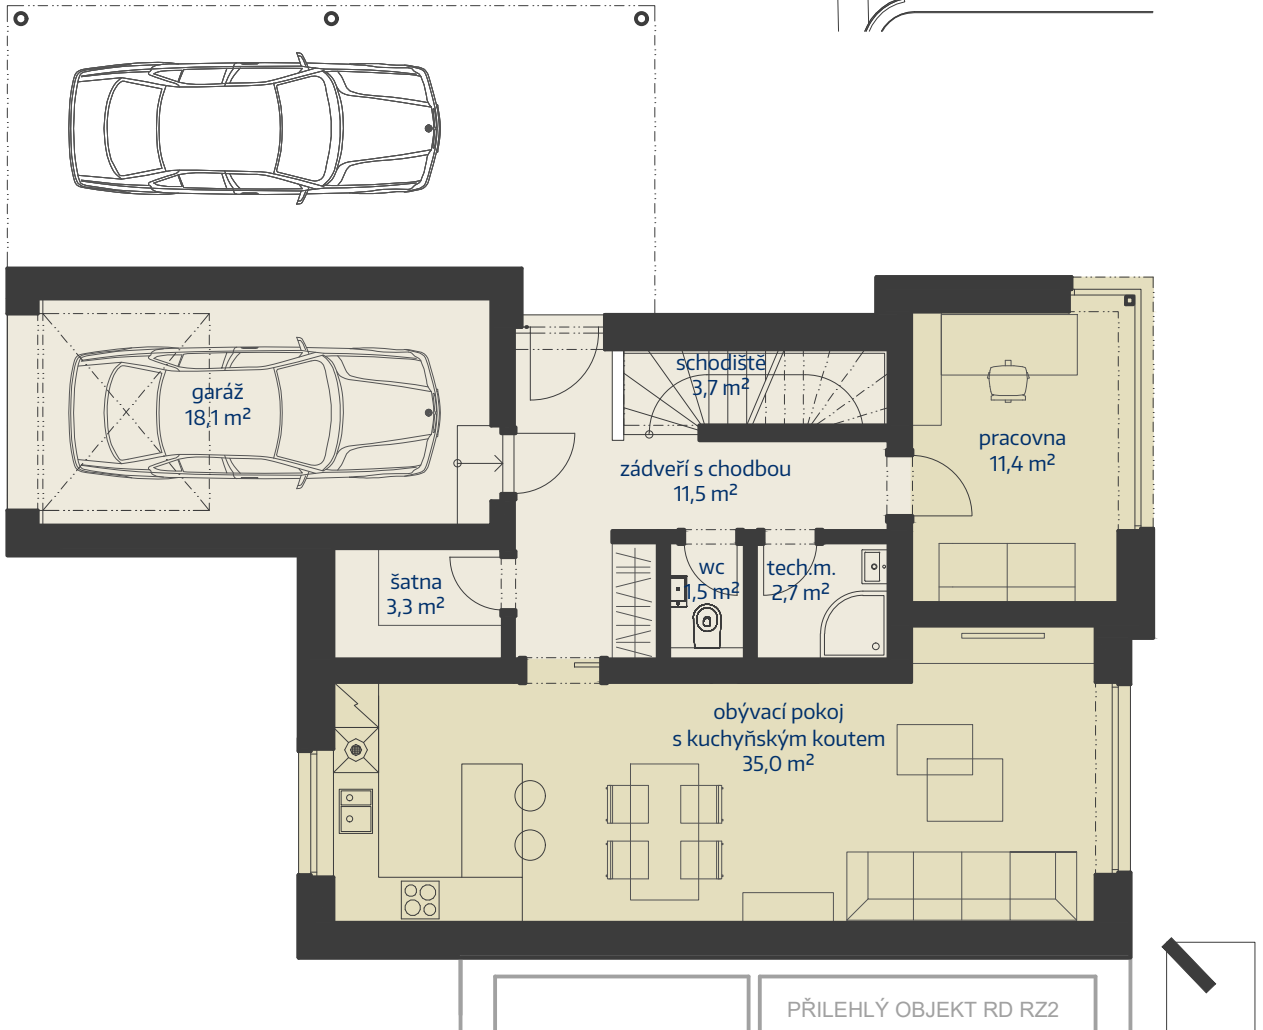 schodiště
3,7 m²
garáž
18,1 m²
pracovna
11,4 m²
zádveří s chodbou
11,5 m²
šatna
3,3 m²
wc
1,5 m²
tech.m.
2,7 m²
obývací pokoj
s kuchyňským koutem
35,0 m²
PŘILEHLÝ OBJEKT RD RZ2